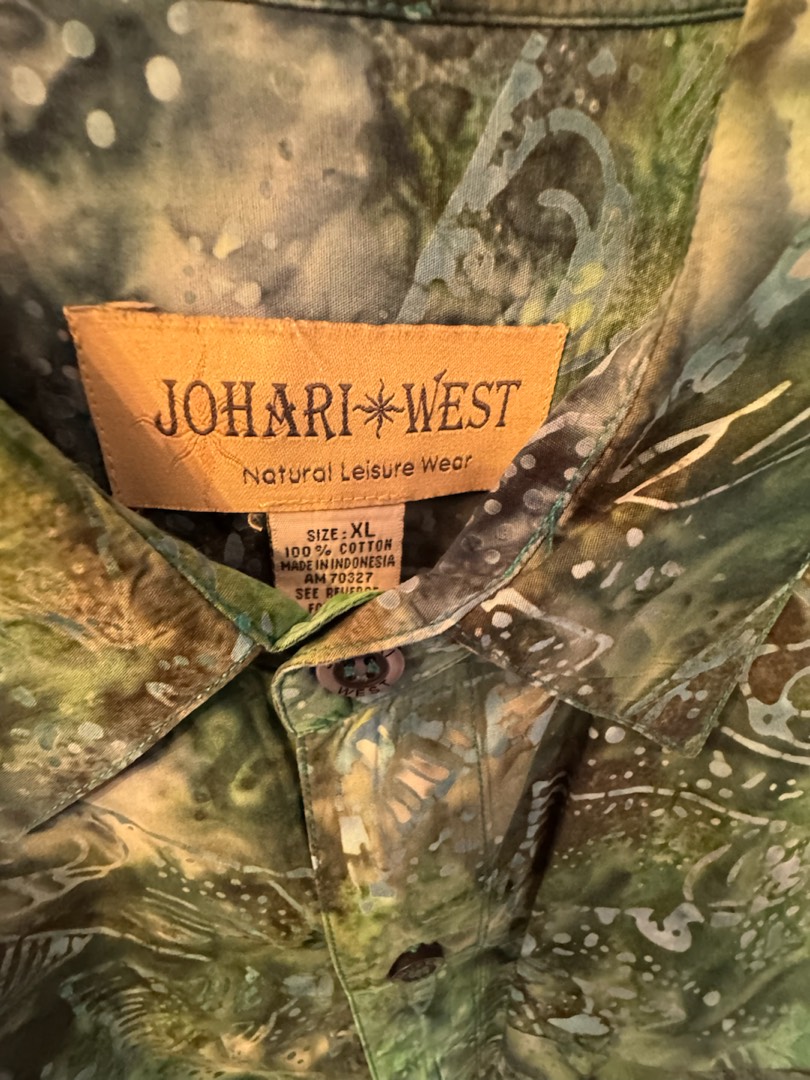 JOHARI WEST
Natural Leisure Wear
SIZE: XL
100% COTTON
MADE IN INDONESIA
AM 70327
SEE REVERSE
WEST